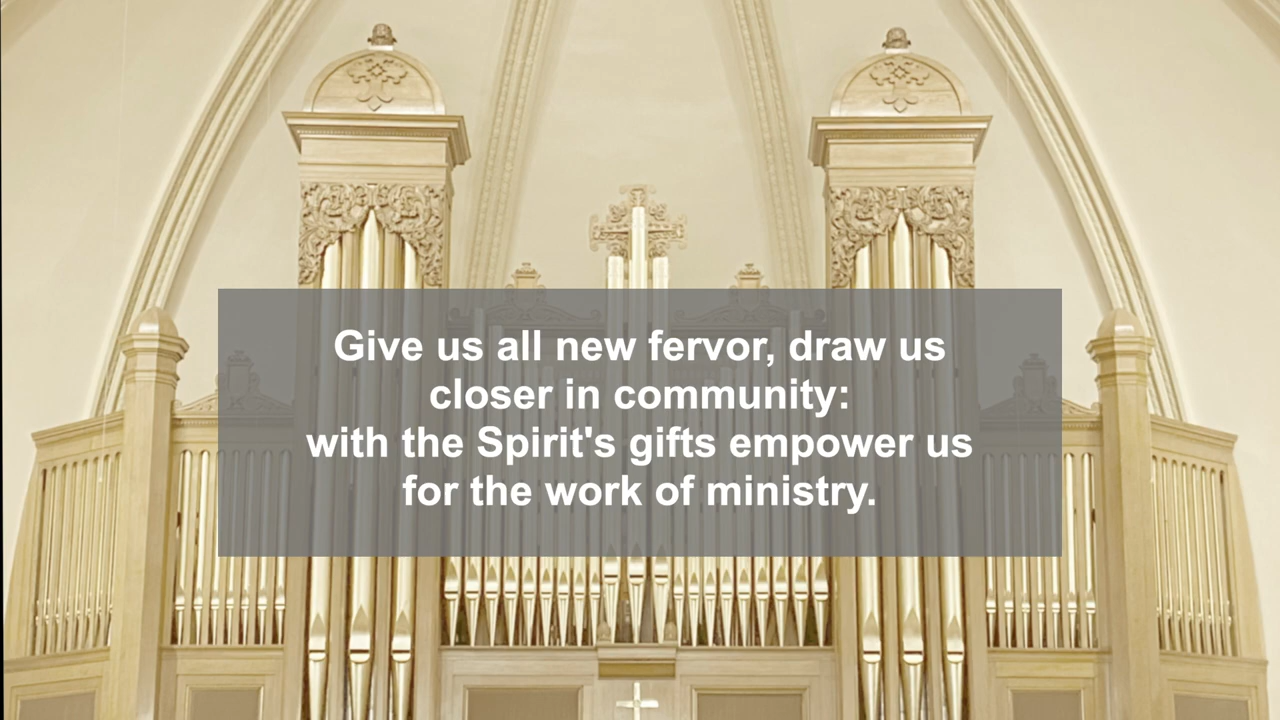 Give us all new fervor, draw us
closer in community:
with the Spirit's gifts empower us
for the work of ministry.